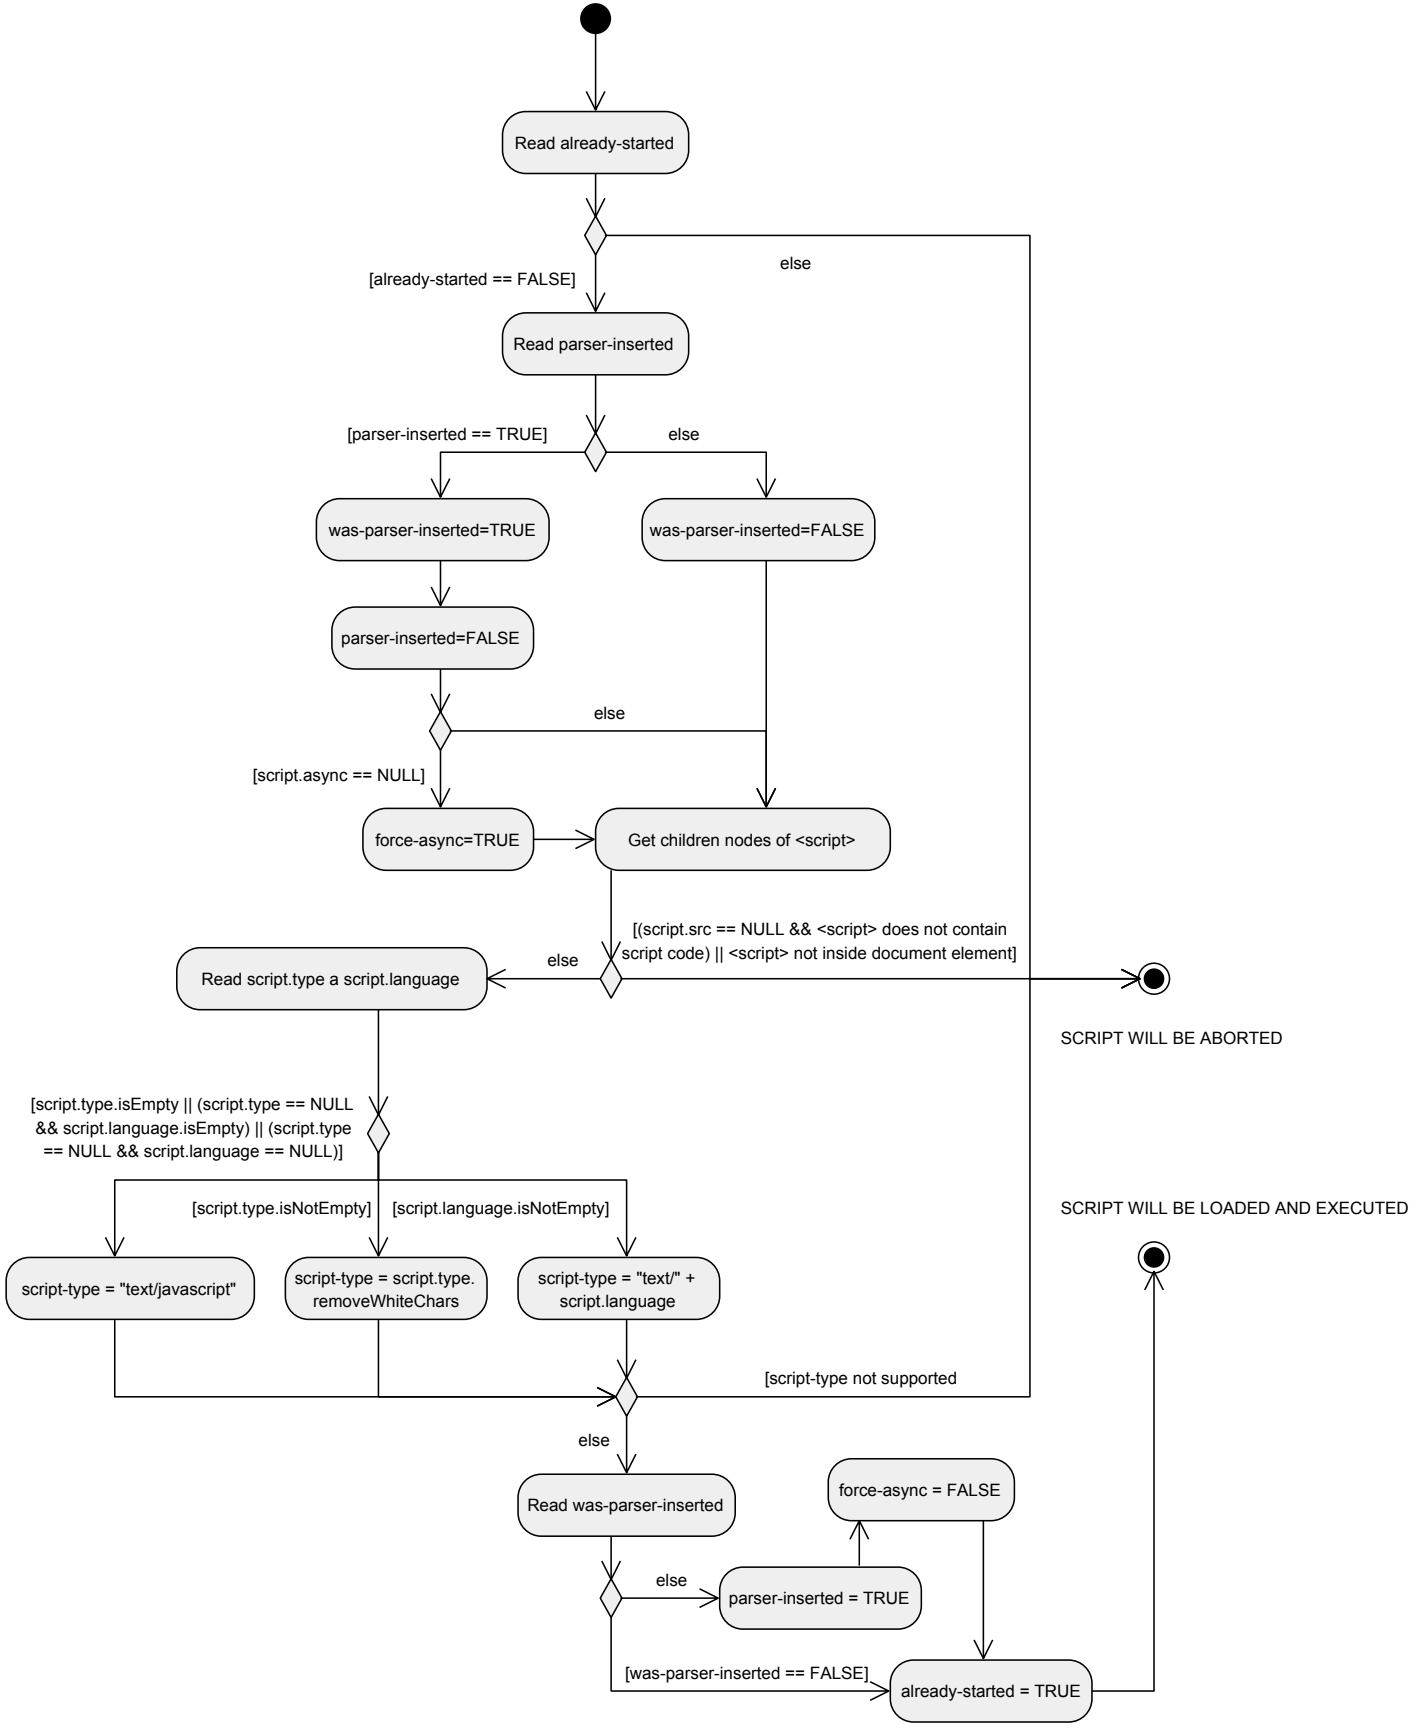 Read already-started
else
[already-started == FALSE]
Read parser-inserted
[parser-inserted == TRUE]
else
was-parser-inserted=TRUE
was-parser-inserted=FALSE
parser-inserted=FALSE
else
[script.async == NULL]
force-async=TRUE
Get children nodes of <script>
[(script.src == NULL && <script> does not contain
script code) || <script> not inside document element]
else
Read script.type a script.language
SCRIPT WILL BE ABORTED
[script.type.isEmpty || (script.type == NULL
&& script.language.isEmpty) || (script.type
== NULL && script.language == NULL)]
[script.type.isNotEmpty]
[script.language.isNotEmpty]
SCRIPT WILL BE LOADED AND EXECUTED
script-type = "text/javascript"
script-type = script.type.
removeWhiteChars
script-type = "text/" +
script.language
[script-type not supported
else
Read was-parser-inserted
force-async = FALSE
else
parser-inserted = TRUE
[was-parser-inserted == FALSE]
already-started = TRUE